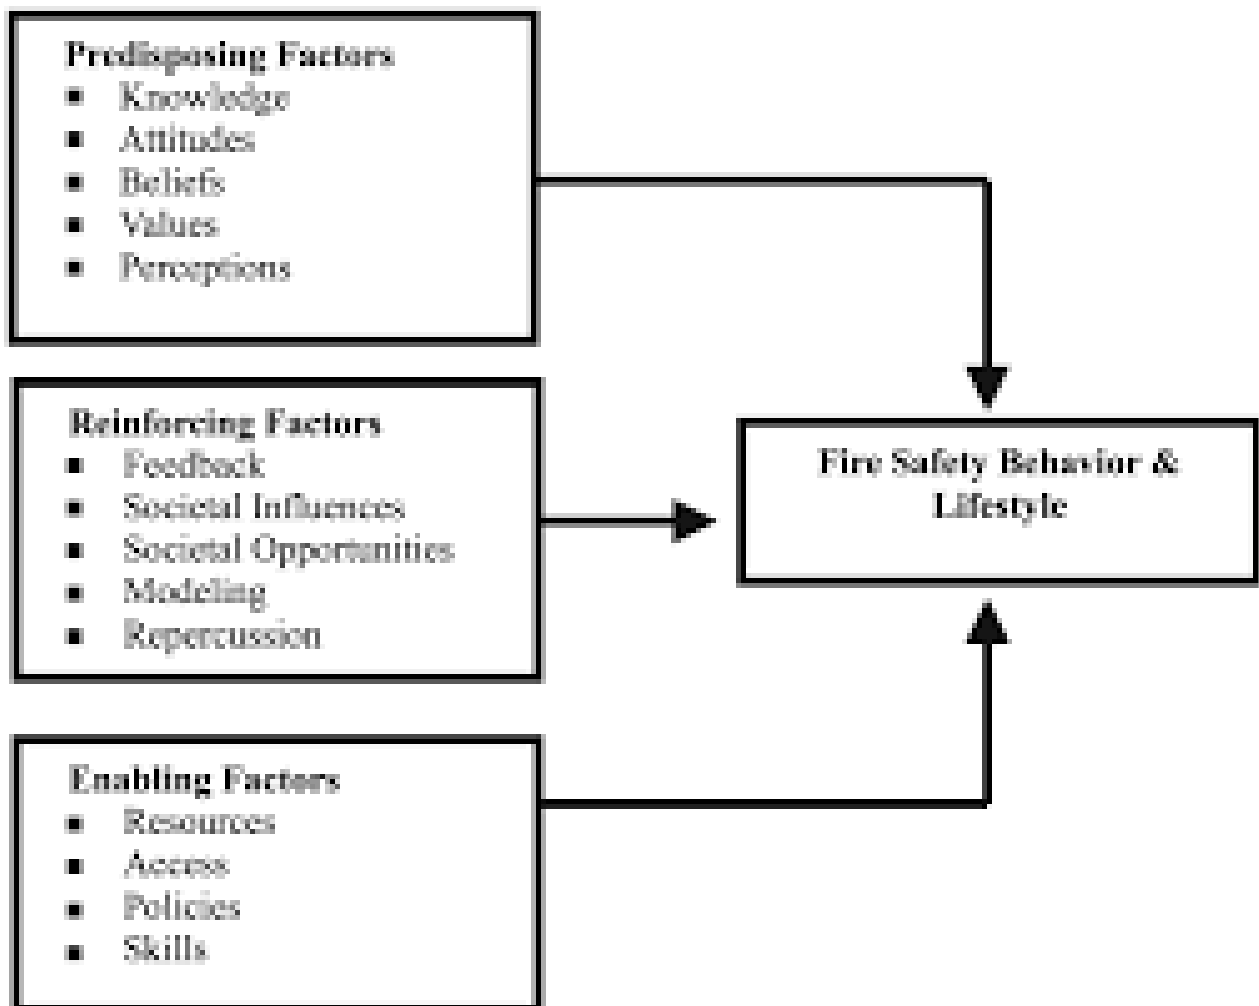 Predisposing Factors
▪ Knowledge
▪ Attitudes
▪ Beliefs
▪ Values
▪ Perceptions
Reinforcing Factors
▪ Feedback
▪ Societal Influences
▪ Societal Opportunities
▪ Modeling
▪ Repercussion
Fire Safety Behavior &
Lifestyle
Enabling Factors
▪ Resources
▪ Access
▪ Policies
▪ Skills